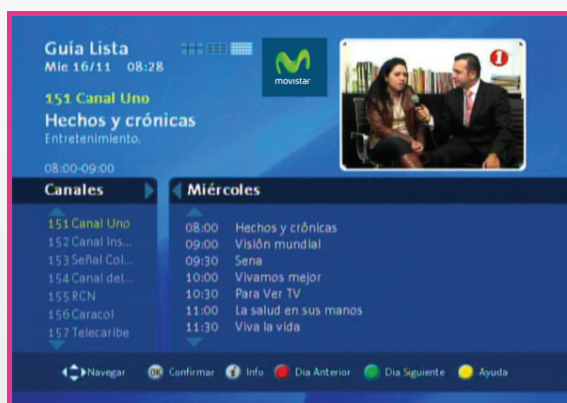 Guía Lista
Mie 16/11 08:28
movistar
1
151 Canal Uno
Hechos y crónicas
Entretenimiento.
08:00-09:00
Canales
Miércoles
151 Canal Uno
152 Canal Ins...
153 Señal Col...
154 Canal del...
155 RCN
156 Caracol
157 Telecaribe
08:00 Hechos y crónicas
09:00 Visión mundial
09:30 Sena
10:00 Vivamos mejor
10:30 Para Ver TV
11:00 La salud en sus manos
11:30 Viva la vida
Navegar OK Confirmar i Info Dia Anterior Dia Siguiente Ayuda